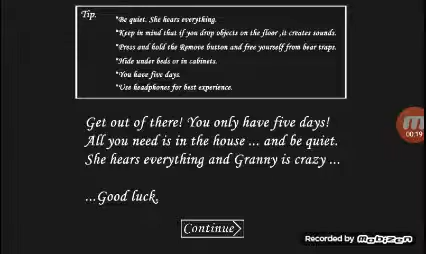 Tip.
*Be quiet. She hears everything.
*Keep in mind that if you drop objects on the floor ,it creates sounds.
*Press and hold the Remove button and free yourself from bear traps.
*Hide under beds or in cabinets.
*You have five days.
*Use headphones for best experience.
Get out of there! You only have five days!
All you need is in the house ... and be quiet.
She hears everything and Granny is crazy ...
...Good luck.
Continue
00:19
Recorded by Mobizen